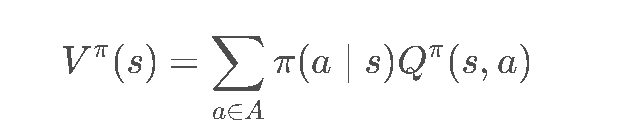 V^π(s) = ∑_{a∈A} π(a | s)Q^π(s, a)